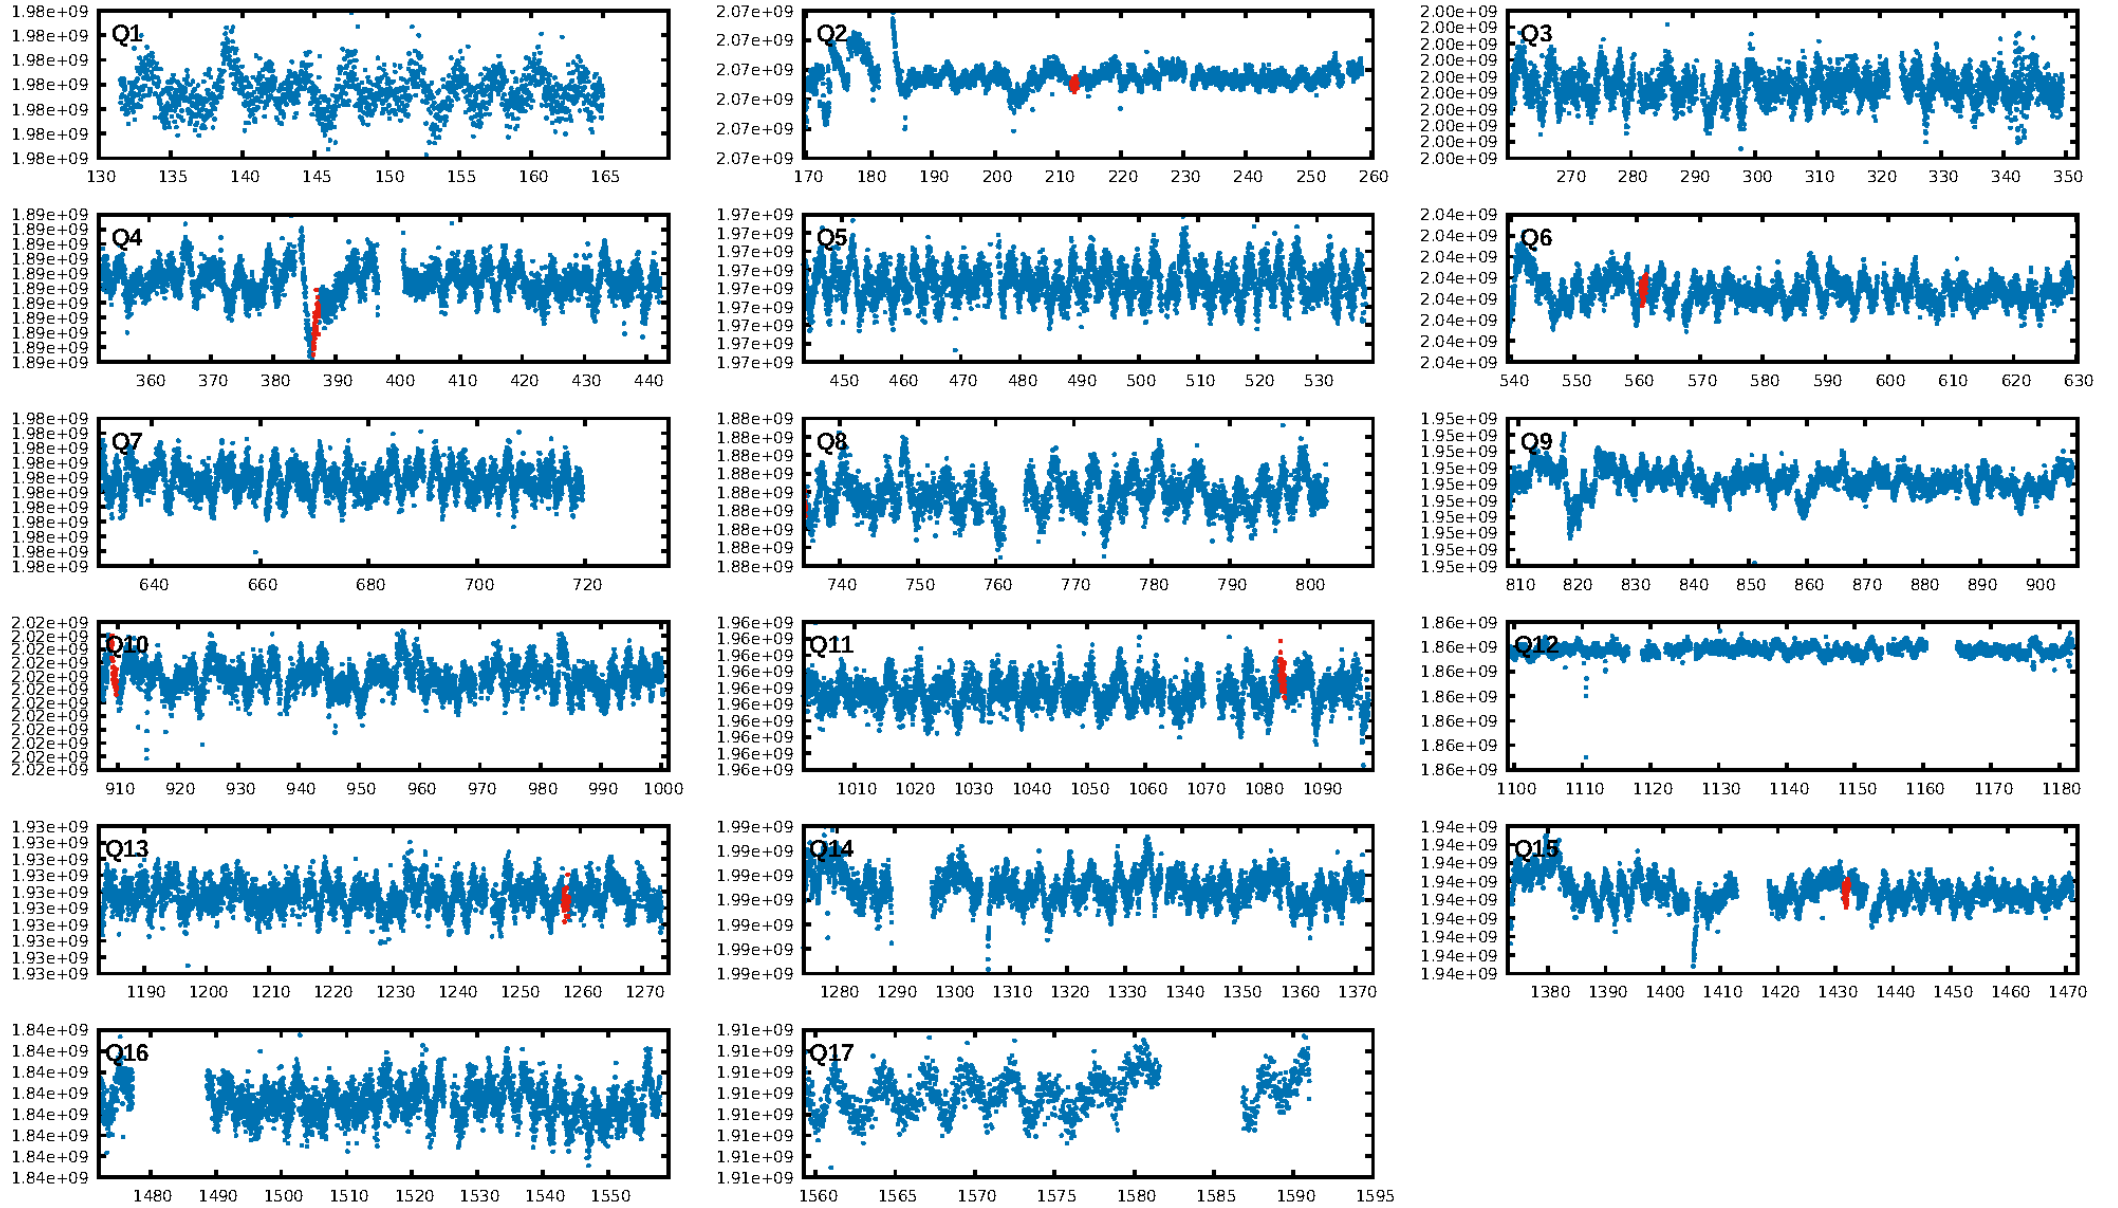 Q1
1.98e+09
1.98e+09
1.98e+09
1.98e+09
1.98e+09
1.98e+09
1.98e+09
130 135 140 145 150 155 160 165
Q2
2.07e+09
2.07e+09
2.07e+09
2.07e+09
2.07e+09
2.07e+09
170 180 190 200 210 220 230 240 250 260
Q3
2.00e+09
2.00e+09
2.00e+09
2.00e+09
2.00e+09
2.00e+09
2.00e+09
2.00e+09
2.00e+09
2.00e+09
270 280 290 300 310 320 330 340 350
Q4
1.89e+09
1.89e+09
1.89e+09
1.89e+09
1.89e+09
1.89e+09
1.89e+09
1.89e+09
1.89e+09
1.89e+09
1.89e+09
360 370 380 390 400 410 420 430 440
Q5
1.97e+09
1.97e+09
1.97e+09
1.97e+09
1.97e+09
1.97e+09
1.97e+09
1.97e+09
1.97e+09
450 460 470 480 490 500 510 520 530
Q6
2.04e+09
2.04e+09
2.04e+09
2.04e+09
2.04e+09
2.04e+09
2.04e+09
2.04e+09
540 550 560 570 580 590 600 610 620 630
Q7
1.98e+09
1.98e+09
1.98e+09
1.98e+09
1.98e+09
1.98e+09
1.98e+09
1.98e+09
1.98e+09
1.98e+09
1.98e+09
640 660 680 700 720
Q8
1.88e+09
1.88e+09
1.88e+09
1.88e+09
1.88e+09
1.88e+09
1.88e+09
1.88e+09
1.88e+09
740 750 760 770 780 790 800
Q9
1.95e+09
1.95e+09
1.95e+09
1.95e+09
1.95e+09
1.95e+09
1.95e+09
1.95e+09
1.95e+09
1.95e+09
810 820 830 840 850 860 870 880 890 900
Q10
2.02e+09
2.02e+09
2.02e+09
2.02e+09
2.02e+09
2.02e+09
2.02e+09
2.02e+09
2.02e+09
2.02e+09
2.02e+09
2.02e+09
910 920 930 940 950 960 970 980 990 1000
Q11
1.96e+09
1.96e+09
1.96e+09
1.96e+09
1.96e+09
1.96e+09
1.96e+09
1.96e+09
1.96e+09
1.96e+09
1010 1020 1030 1040 1050 1060 1070 1080 1090
Q12
1.86e+09
1.86e+09
1.86e+09
1.86e+09
1.86e+09
1.86e+09
1.86e+09
1100 1110 1120 1130 1140 1150 1160 1170 1180
Q13
1.93e+09
1.93e+09
1.93e+09
1.93e+09
1.93e+09
1.93e+09
1.93e+09
1.93e+09
1.93e+09
1.93e+09
1190 1200 1210 1220 1230 1240 1250 1260 1270
Q14
1.99e+09
1.99e+09
1.99e+09
1.99e+09
1.99e+09
1.99e+09
1.99e+09
1280 1290 1300 1310 1320 1330 1340 1350 1360 1370
Q15
1.94e+09
1.94e+09
1.94e+09
1.94e+09
1.94e+09
1.94e+09
1.94e+09
1.94e+09
1.94e+09
1380 1390 1400 1410 1420 1430 1440 1450 1460 1470
Q16
1.84e+09
1.84e+09
1.84e+09
1.84e+09
1.84e+09
1.84e+09
1.84e+09
1.84e+09
1480 1490 1500 1510 1520 1530 1540 1550
Q17
1.91e+09
1.91e+09
1.91e+09
1.91e+09
1.91e+09
1.91e+09
1.91e+09
1.91e+09
1560 1565 1570 1575 1580 1585 1590 1595